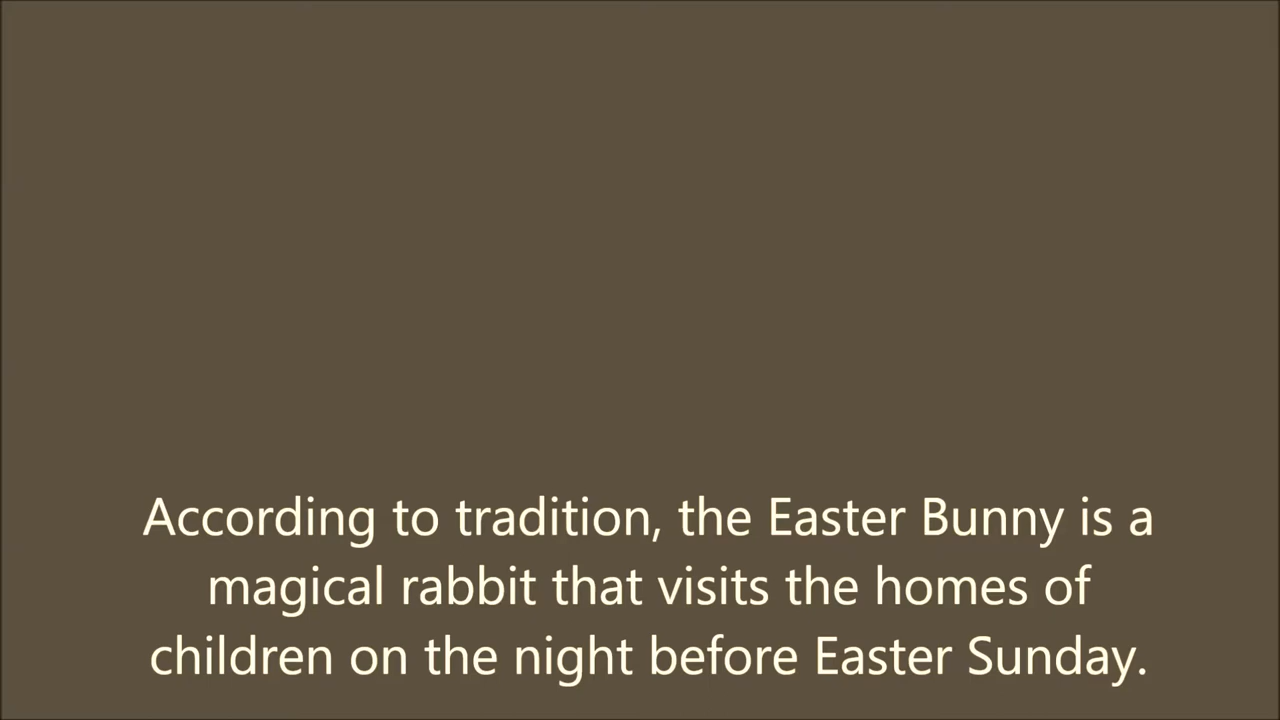 According to tradition, the Easter Bunny is a
magical rabbit that visits the homes of
children on the night before Easter Sunday.